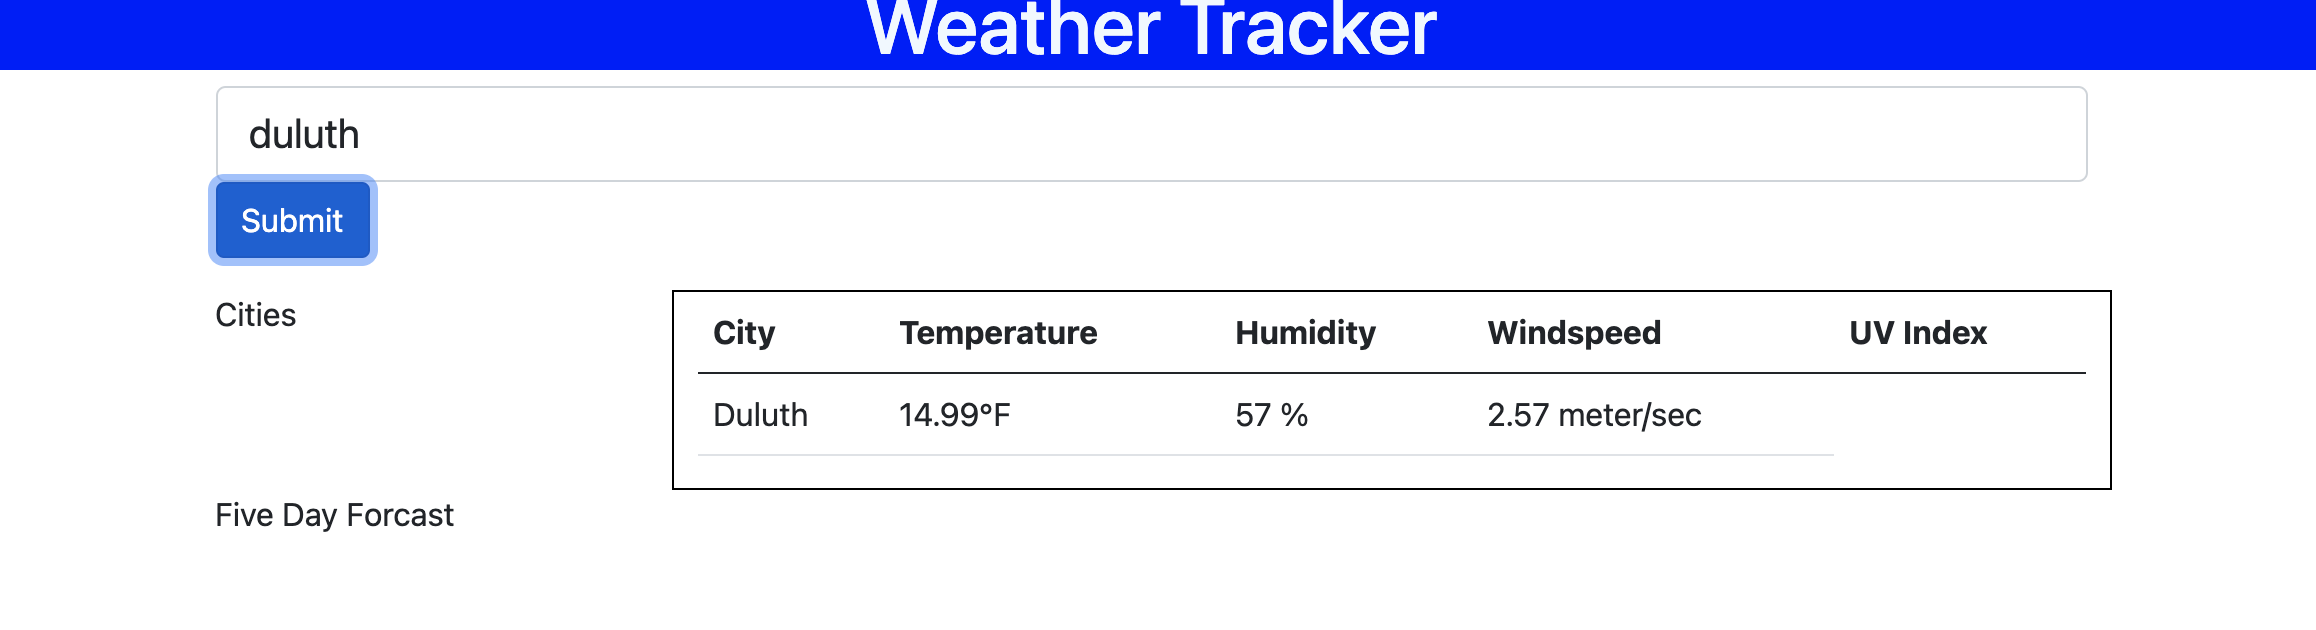 Weather Tracker
duluth
Submit
Cities
City Temperature Humidity Windspeed UV Index
Duluth 14.99°F 57 % 2.57 meter/sec
Five Day Forcast